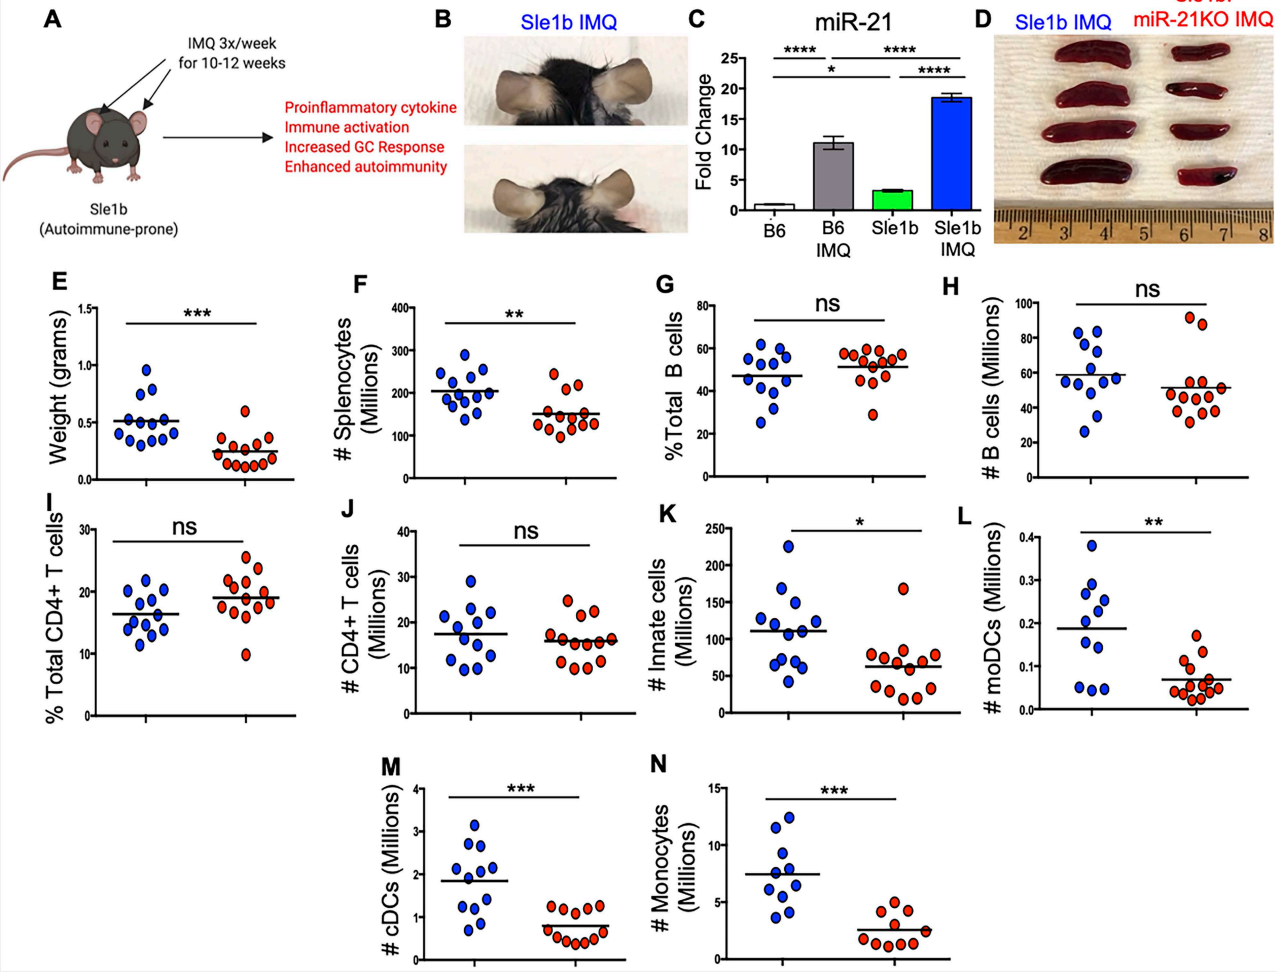 A
IMQ 3x/week
for 10-12 weeks
Proinflammatory cytokine
Immune activation
Increased GC Response
Enhanced autoimmunity
Sle1b
(Autoimmune-prone)
B
Sle1b IMQ
C
miR-21
Fold Change
25
20
15
10
5
0
****
****
*
****
B6
B6
IMQ
Sle1b
Sle1b
IMQ
D
Sle1b IMQ
miR-21KO IMQ
2 3 4 5 6 7 8
E
Weight (grams)
1.5
1.0
0.5
0.0
***
F
# Splenocytes
(Millions)
400
300
200
100
0
**
G
%Total B cells
80
60
40
20
0
ns
H
# B cells (Millions)
100
80
60
40
20
0
ns
I
% Total CD4+ T cells
30
20
10
0
ns
J
# CD4+ T cells
(Millions)
40
30
20
10
0
ns
K
# Innate cells
(Millions)
250
200
150
100
50
0
*
L
# moDCs (Millions)
0.4
0.3
0.2
0.1
0.0
**
M
# cDCs (Millions)
4
3
2
1
0
***
N
# Monocytes
(Millions)
15
10
5
0
***